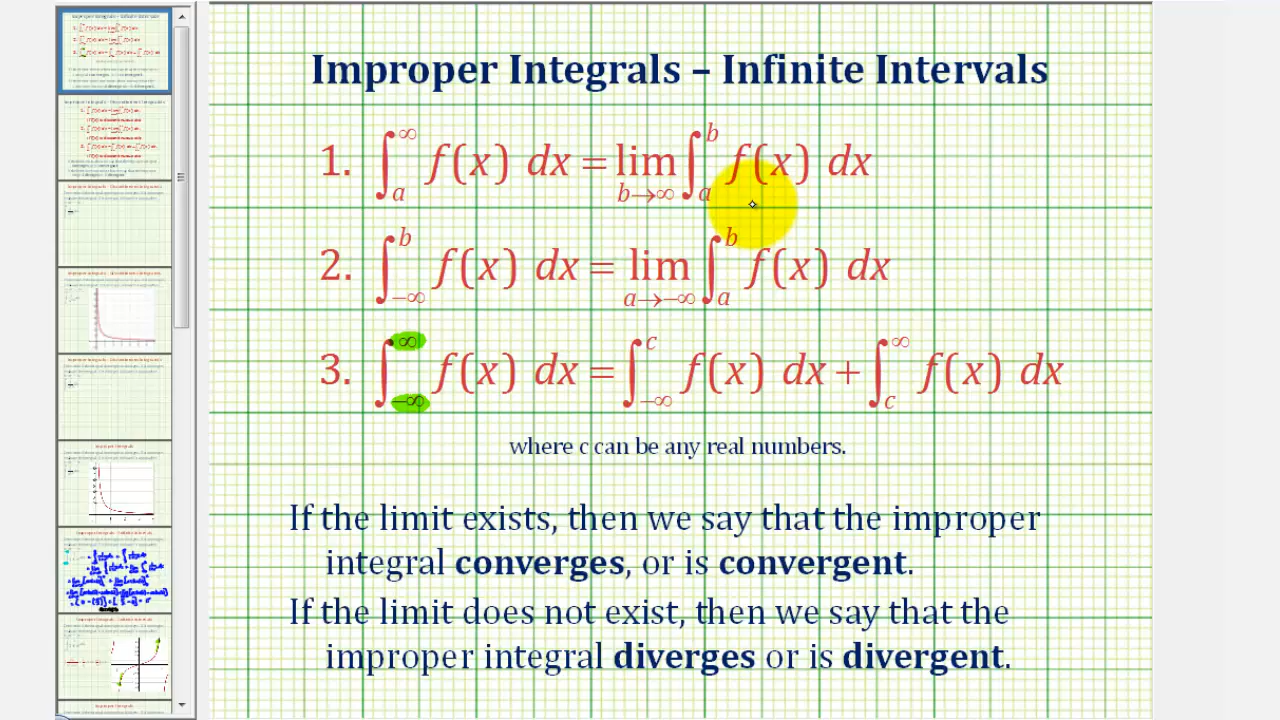 Improper Integrals – Infinite Intervals
1. ∫_a^∞ f(x) dx = lim_{b→∞} ∫_a^b f(x) dx
2. ∫_{−∞}^b f(x) dx = lim_{a→−∞} ∫_a^b f(x) dx
3. ∫_{−∞}^∞ f(x) dx = ∫_{−∞}^c f(x) dx + ∫_c^∞ f(x) dx
where c can be any real numbers.
If the limit exists, then we say that the improper
integral converges, or is convergent.
If the limit does not exist, then we say that the
improper integral diverges or is divergent.